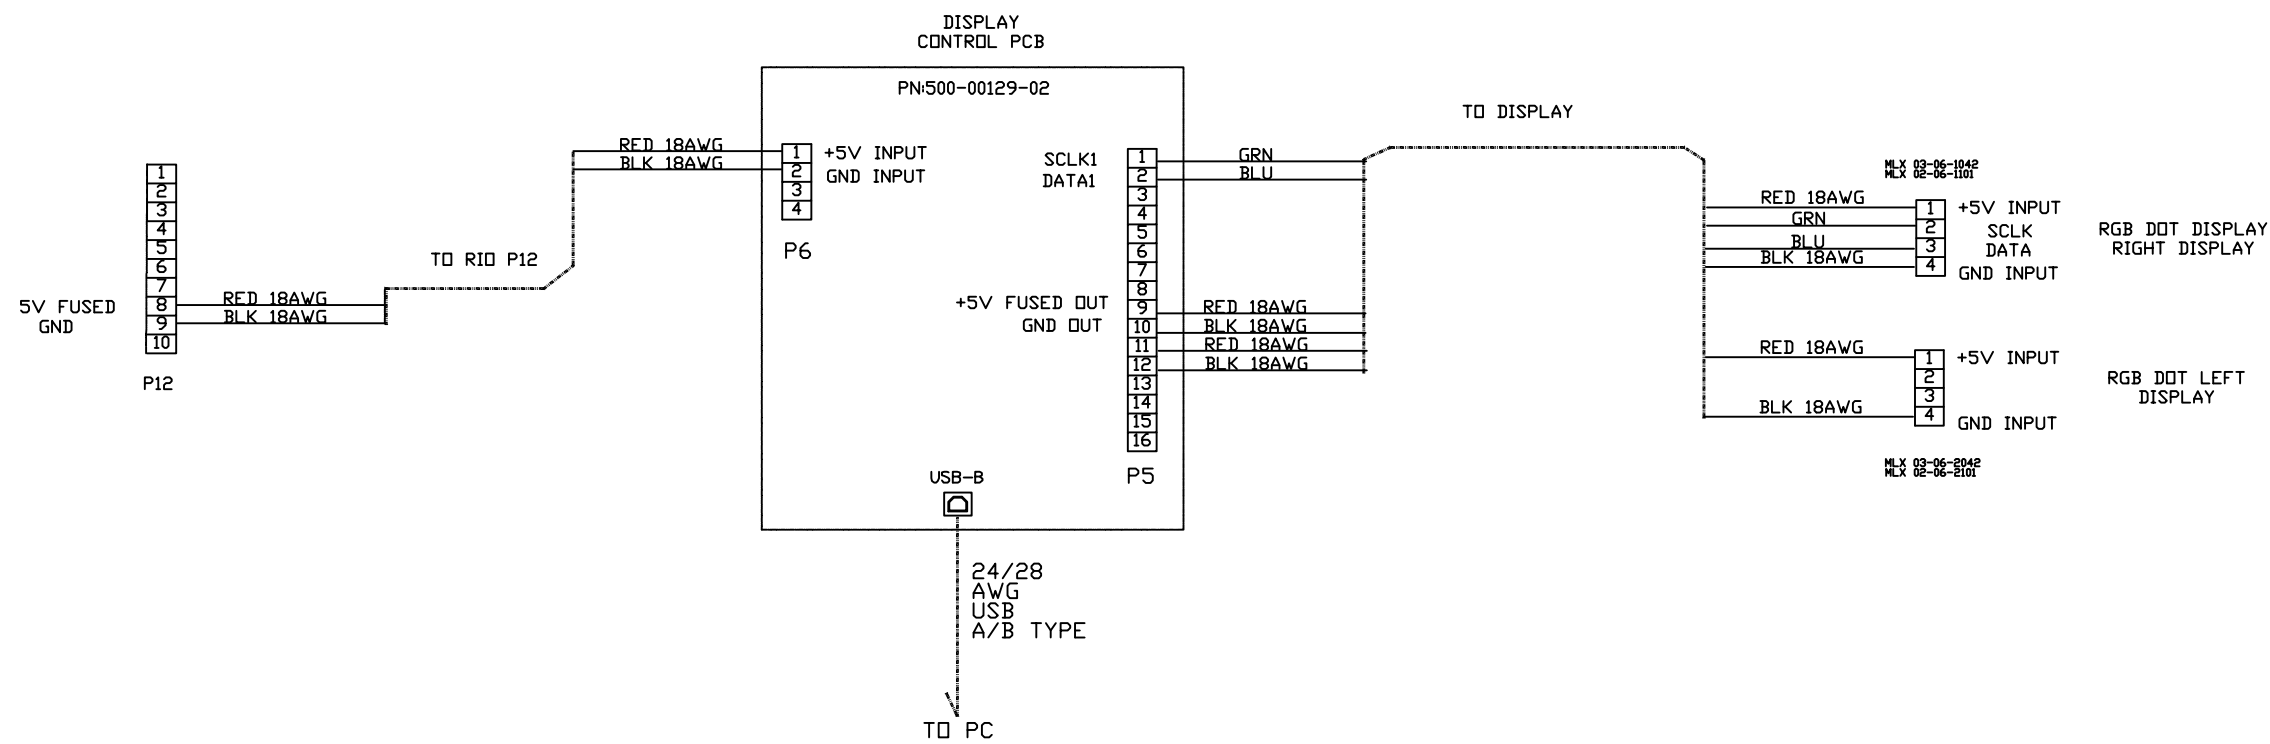 DISPLAY
CONTROL PCB
PN:500-00129-02
TO DISPLAY
RED 18AWG
BLK 18AWG
1
2
3
4
+5V INPUT
GND INPUT
P6
TO RIO P12
1
2
3
4
5
6
7
8
9
10
5V FUSED
GND
RED 18AWG
BLK 18AWG
P12
SCLK1
DATA1
+5V FUSED OUT
GND OUT
1
2
3
4
5
6
7
8
9
10
11
12
13
14
15
16
P5
GRN
BLU
RED 18AWG
BLK 18AWG
RED 18AWG
BLK 18AWG
MLX 03-06-1042
MLX 02-06-1101
RED 18AWG
GRN
BLU
BLK 18AWG
1
2
3
4
+5V INPUT
SCLK
DATA
GND INPUT
RGB DOT DISPLAY
RIGHT DISPLAY
RED 18AWG
BLK 18AWG
1
2
3
4
+5V INPUT
GND INPUT
RGB DOT LEFT
DISPLAY
MLX 03-06-2042
MLX 02-06-2101
USB-B
24/28
AWG
USB
A/B TYPE
TO PC